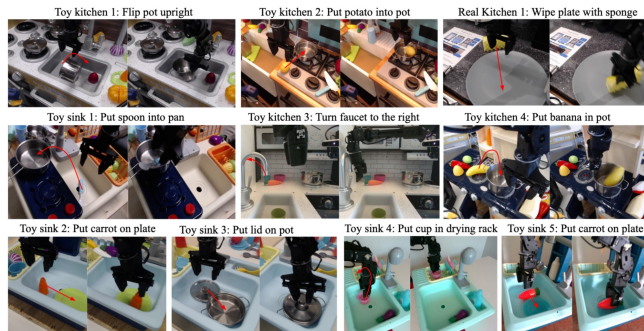 Toy kitchen 1: Flip pot upright
Toy kitchen 2: Put potato into pot
Real Kitchen 1: Wipe plate with sponge
Toy sink 1: Put spoon into pan
Toy kitchen 3: Turn faucet to the right
Toy kitchen 4: Put banana in pot
Toy sink 2: Put carrot on plate
Toy sink 3: Put lid on pot
Toy sink 4: Put cup in drying rack
Toy sink 5: Put carrot on plate